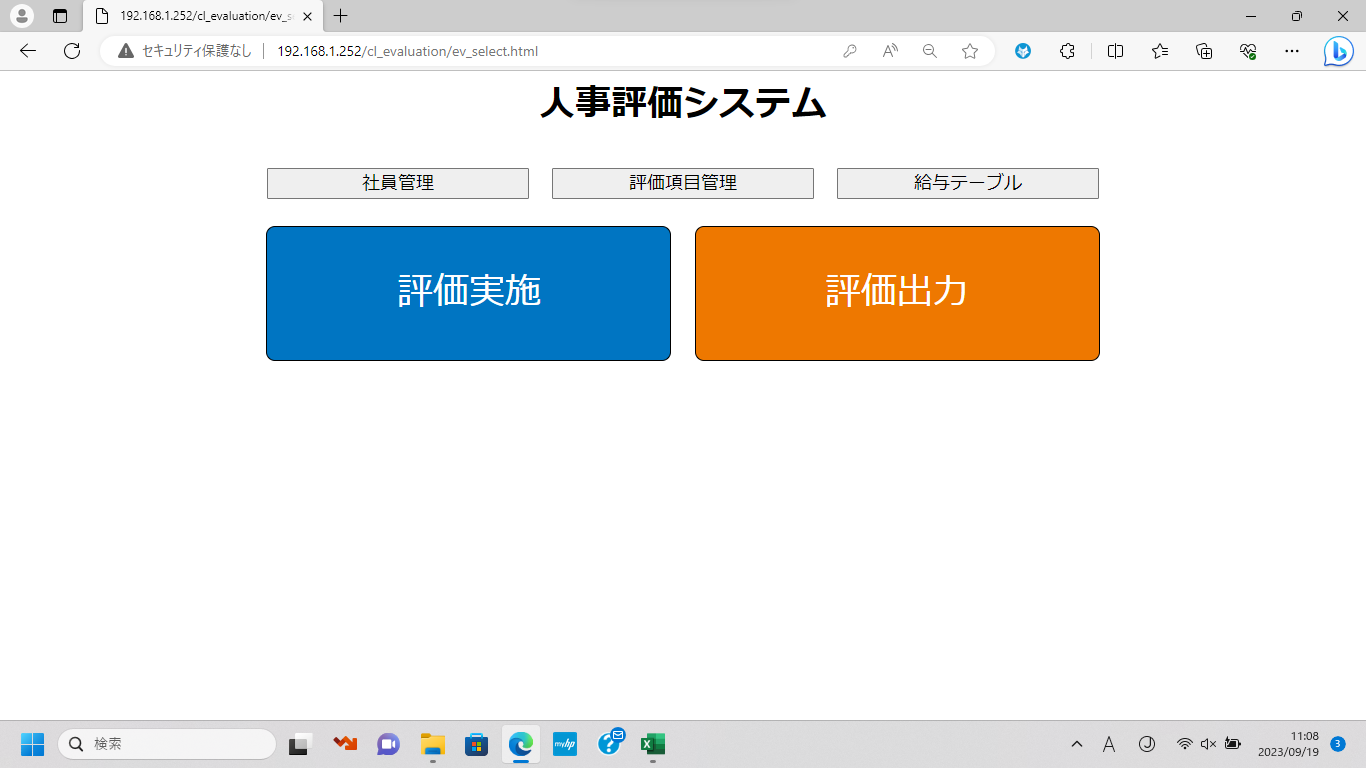 192.168.1.252/cl_evaluation/ev_s
セキュリティ保護なし
192.168.1.252/cl_evaluation/ev_select.html
人事評価システム
社員管理 評価項目管理 給与テーブル
評価実施 評価出力
検索
myhp
A
11:08
2023/09/19
3